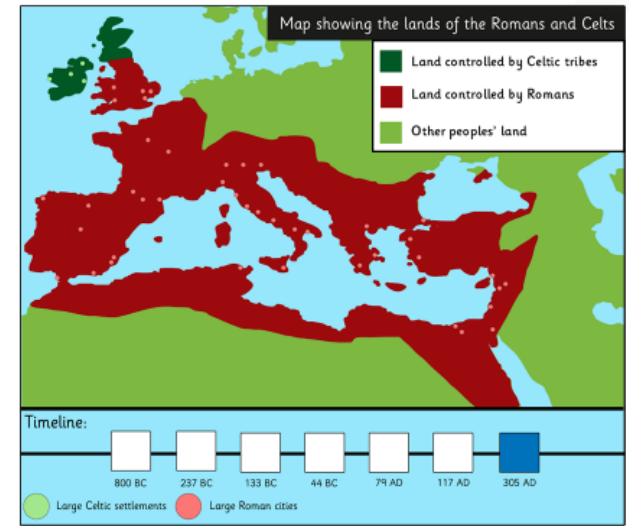 Map showing the lands of the Romans and Celts
Land controlled by Celtic tribes
Land controlled by Romans
Other peoples' land
Timeline:
800 BC 237 BC 133 BC 44 BC 79 AD 117 AD 305 AD
Large Celtic settlements Large Roman cities